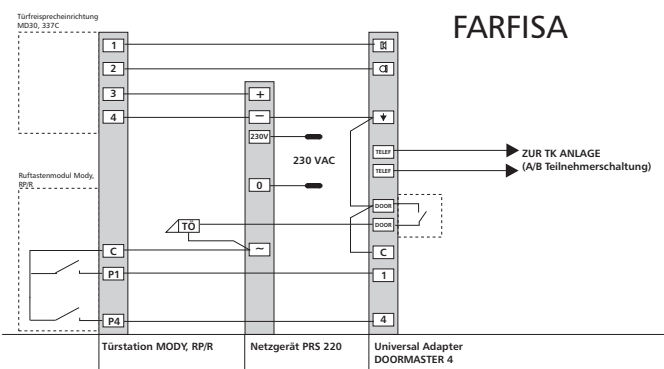 Türfreisprecheinrichtung
MD30, 337C
FARFISA
1
2
3
+
4
−
230V
TELEF
230 VAC
ZUR TK ANLAGE
TELEF
(A/B Teilnehmerschaltung)
Ruftastenmodul Mody,
RP/R
0
DOOR
TÖ
DOOR
C
~
C
P1
1
P4
4
Türstation MODY, RP/R
Netzgerät PRS 220
Universal Adapter
DOORMASTER 4